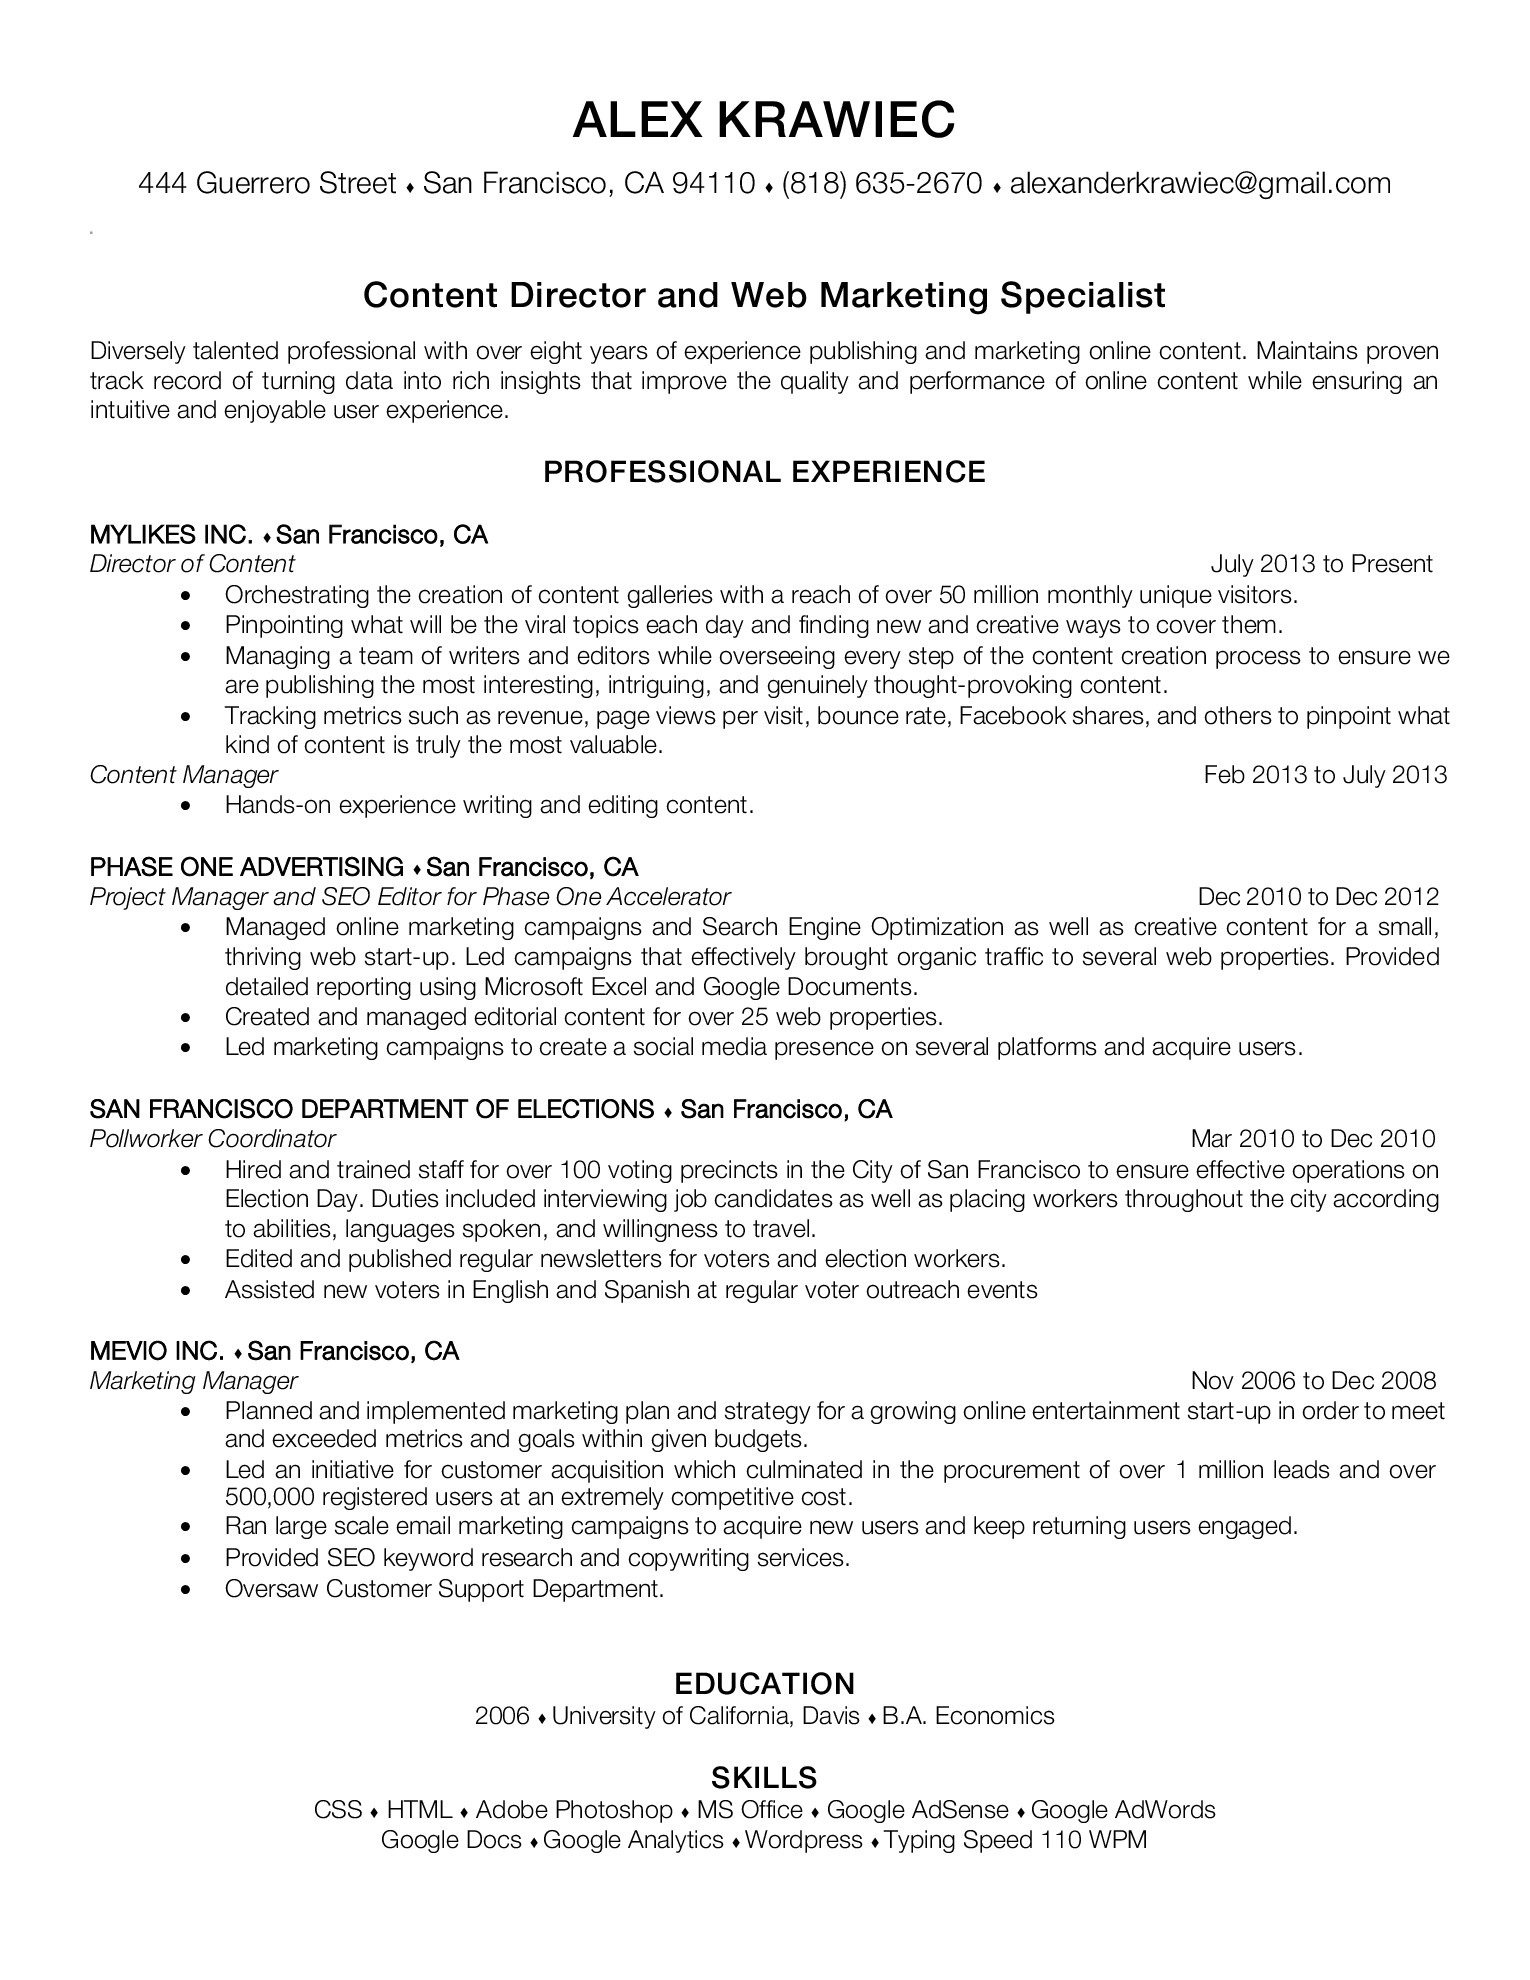 ALEX KRAWIEC
444 Guerrero Street ♦ San Francisco, CA 94110 ♦ (818) 635-2670 ♦ alexanderkrawiec@gmail.com
Content Director and Web Marketing Specialist
Diversely talented professional with over eight years of experience publishing and marketing online content. Maintains proven
track record of turning data into rich insights that improve the quality and performance of online content while ensuring an
intuitive and enjoyable user experience.
PROFESSIONAL EXPERIENCE
MYLIKES INC. ♦ San Francisco, CA
Director of Content July 2013 to Present
• Orchestrating the creation of content galleries with a reach of over 50 million monthly unique visitors.
• Pinpointing what will be the viral topics each day and finding new and creative ways to cover them.
• Managing a team of writers and editors while overseeing every step of the content creation process to ensure we
are publishing the most interesting, intriguing, and genuinely thought-provoking content.
• Tracking metrics such as revenue, page views per visit, bounce rate, Facebook shares, and others to pinpoint what
kind of content is truly the most valuable.
Content Manager Feb 2013 to July 2013
• Hands-on experience writing and editing content.
PHASE ONE ADVERTISING ♦ San Francisco, CA
Project Manager and SEO Editor for Phase One Accelerator Dec 2010 to Dec 2012
• Managed online marketing campaigns and Search Engine Optimization as well as creative content for a small,
thriving web start-up. Led campaigns that effectively brought organic traffic to several web properties. Provided
detailed reporting using Microsoft Excel and Google Documents.
• Created and managed editorial content for over 25 web properties.
• Led marketing campaigns to create a social media presence on several platforms and acquire users.
SAN FRANCISCO DEPARTMENT OF ELECTIONS ♦ San Francisco, CA
Pollworker Coordinator Mar 2010 to Dec 2010
• Hired and trained staff for over 100 voting precincts in the City of San Francisco to ensure effective operations on
Election Day. Duties included interviewing job candidates as well as placing workers throughout the city according
to abilities, languages spoken, and willingness to travel.
• Edited and published regular newsletters for voters and election workers.
• Assisted new voters in English and Spanish at regular voter outreach events
MEVIO INC. ♦ San Francisco, CA
Marketing Manager Nov 2006 to Dec 2008
• Planned and implemented marketing plan and strategy for a growing online entertainment start-up in order to meet
and exceeded metrics and goals within given budgets.
• Led an initiative for customer acquisition which culminated in the procurement of over 1 million leads and over
500,000 registered users at an extremely competitive cost.
• Ran large scale email marketing campaigns to acquire new users and keep returning users engaged.
• Provided SEO keyword research and copywriting services.
• Oversaw Customer Support Department.
EDUCATION
2006 ♦ University of California, Davis ♦ B.A. Economics
SKILLS
CSS ♦ HTML ♦ Adobe Photoshop ♦ MS Office ♦ Google AdSense ♦ Google AdWords
Google Docs ♦ Google Analytics ♦ Wordpress ♦ Typing Speed 110 WPM